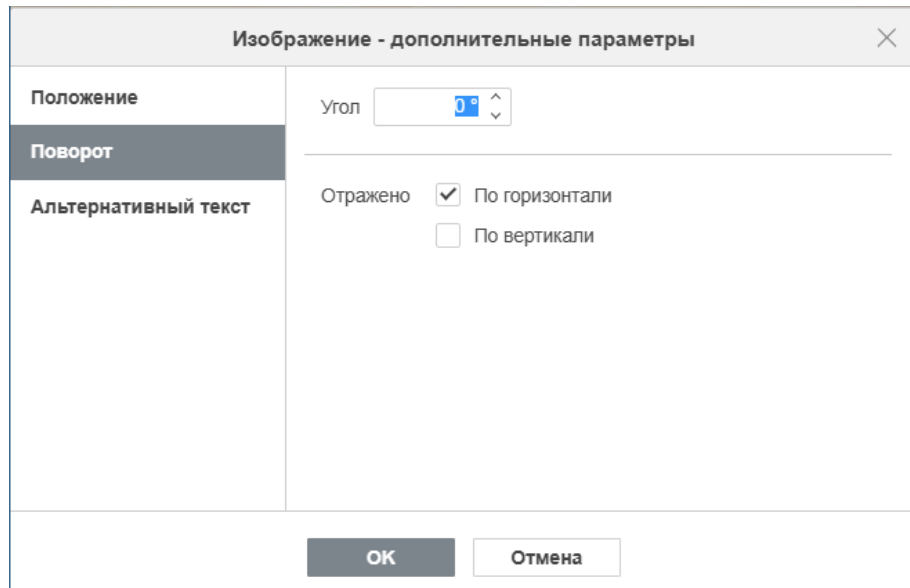 Изображение - дополнительные параметры
Положение
Поворот
Альтернативный текст
Угол 0 °
Отражено По горизонтали
По вертикали
OK Отмена